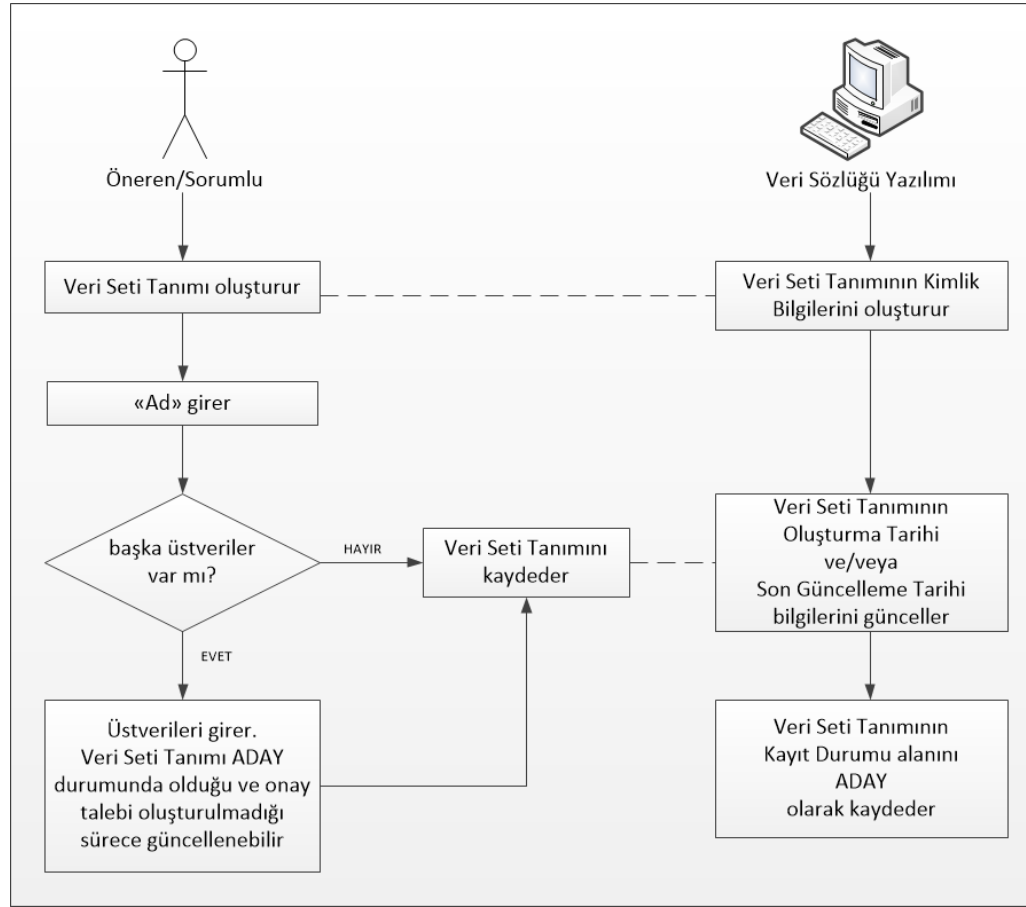 Öneren/Sorumlu
Veri Sözlüğü Yazılımı
Veri Seti Tanımı oluşturur
Veri Seti Tanımının Kimlik
Bilgilerini oluşturur
«Ad» girer
başka üstveriler
var mı?
HAYIR
Veri Seti Tanımını
kaydeder
Veri Seti Tanımının
Oluşturma Tarihi
ve/veya
Son Güncelleme Tarihi
bilgilerini günceller
EVET
Üstverileri girer.
Veri Seti Tanımı ADAY
durumunda olduğu ve onay
talebi oluşturulmadığı
sürece güncellenebilir
Veri Seti Tanımının
Kayıt Durumu alanını
ADAY
olarak kaydeder